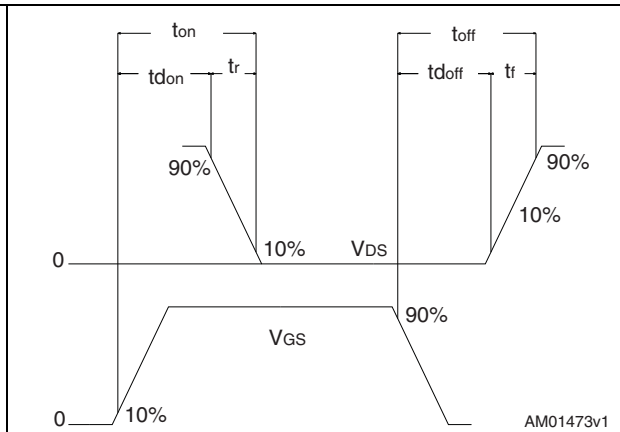 ton toff
tdon tr tdoff tf
90% 90%
10%
0 10% VDS
VGS 90%
0 10% AM01473v1